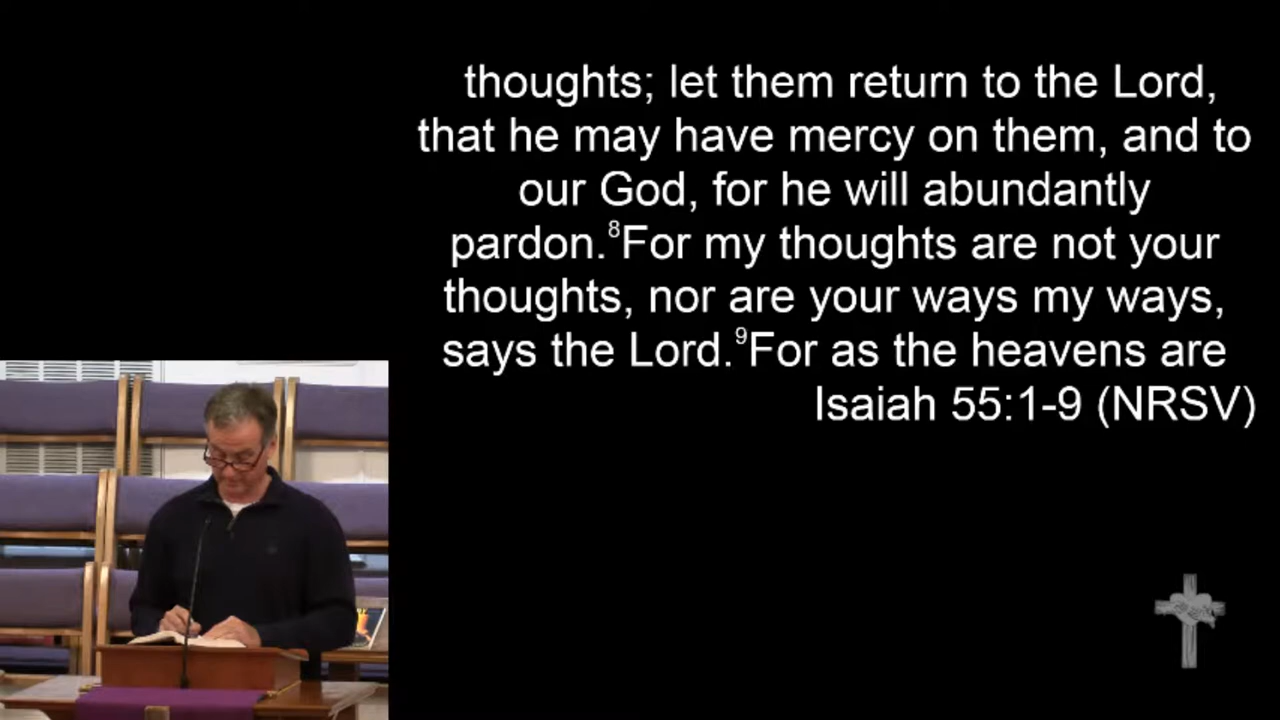 thoughts; let them return to the Lord,
that he may have mercy on them, and to
our God, for he will abundantly
pardon.⁸For my thoughts are not your
thoughts, nor are your ways my ways,
says the Lord.⁹For as the heavens are
Isaiah 55:1-9 (NRSV)